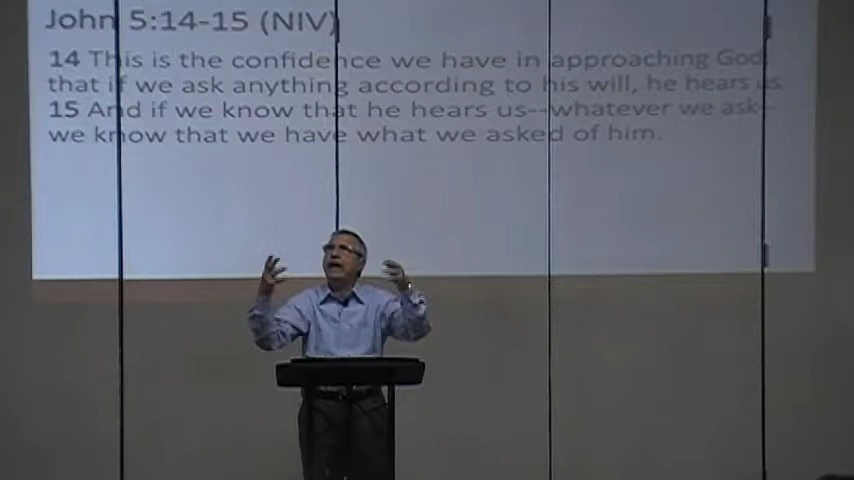 John 5:14-15 (NIV)
14 This is the confidence we have in approaching God
that if we ask anything according to his will, he hears us
15 And if we know that he hears us--whatever we ask--
we know that we have what we asked of him.